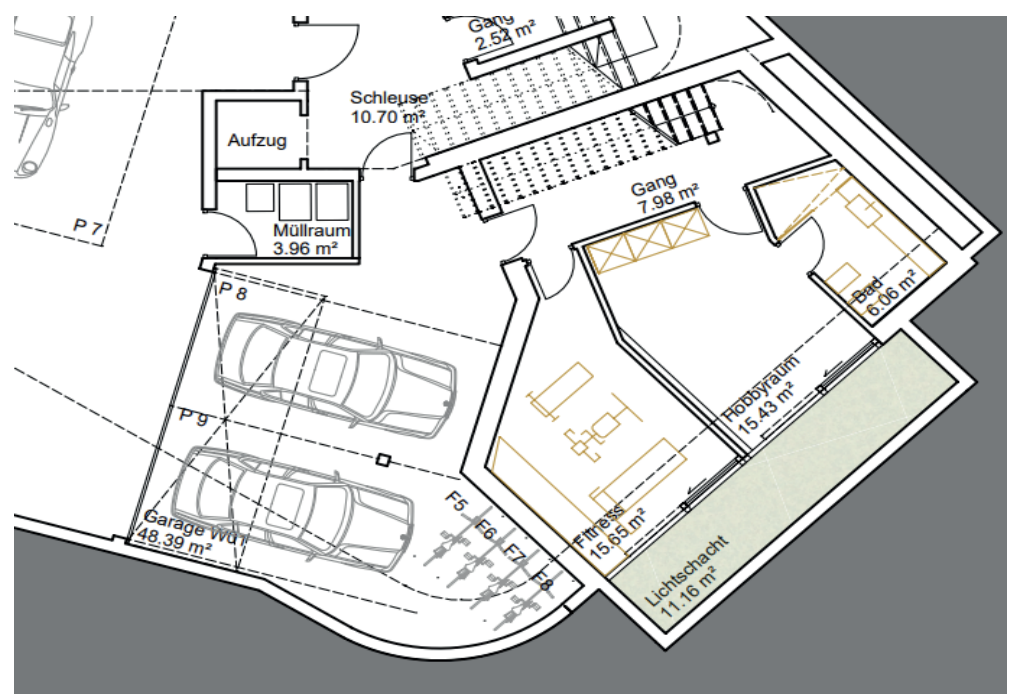 Gang
2.52 m²
Schleuse
10.70 m²
Aufzug
Gang
7.98 m²
P 7
Müllraum
3.96 m²
P 8
Bad
6.06 m²
Hobbyraum
15.43 m²
P 9
F5
F6
F7
F8
Garage W01
48.39 m²
Fitness
15.65 m²
Lichtschacht
11.16 m²